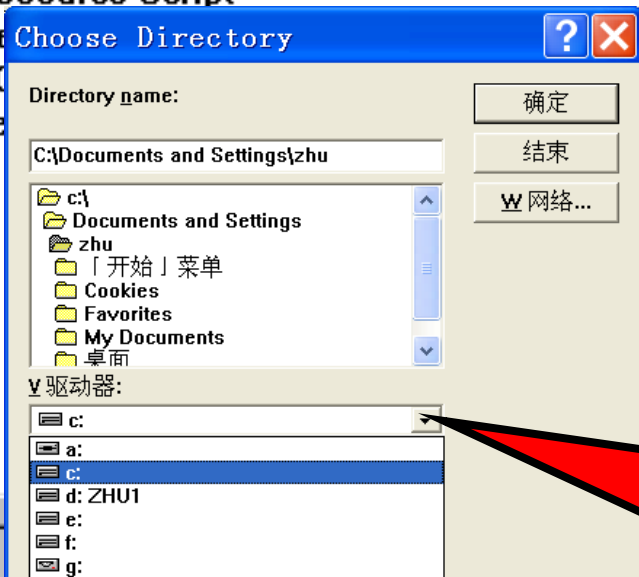 Choose Directory
Directory name:
确定
C:\Documents and Settings\zhu
结束
c:\
W 网络...
Documents and Settings
zhu
「开始」菜单
Cookies
Favorites
My Documents
桌面
V 驱动器:
c:
a:
c:
d: ZHU1
e:
f:
g: